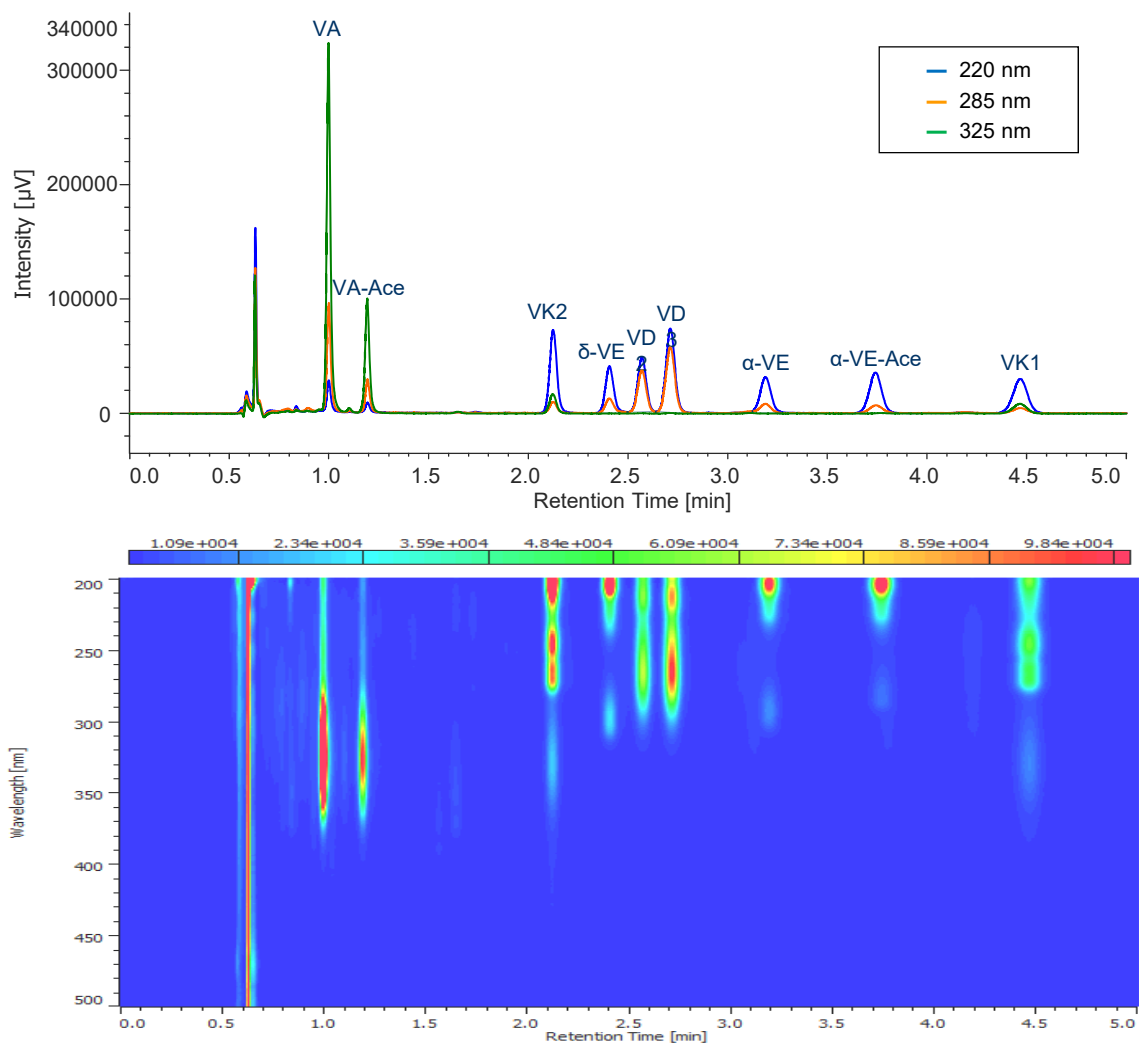 340000
300000
200000
100000
0
Intensity [µV]
VA
VA-Ace
VK2
δ-VE
VD
2
VD
3
α-VE
α-VE-Ace
VK1
220 nm
285 nm
325 nm
0.0 0.5 1.0 1.5 2.0 2.5 3.0 3.5 4.0 4.5 5.0
Retention Time [min]
1.09e+004 2.34e+004 3.59e+004 4.84e+004 6.09e+004 7.34e+004 8.59e+004 9.84e+004
200
250
300
350
400
450
500
Wavelength [nm]
0.0 0.5 1.0 1.5 2.0 2.5 3.0 3.5 4.0 4.5 5.0
Retention Time [min]